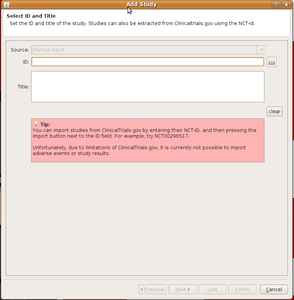 Add Study
Select ID and Title
Set the ID and title of the study. Studies can also be extracted from Clinicaltrials.gov using the NCT-id.
Source: Manual Input
ID:
Title:
clear
Tip:
You can import studies from ClinicalTrials.gov by entering their NCT-ID, and then pressing the
import button next to the ID field. For example, try NCT00296517.
Unfortunately, due to limitations of ClinicalTrials.gov, it is currently not possible to import
adverse events or study results.
<Previous Next > Last Finish Cancel